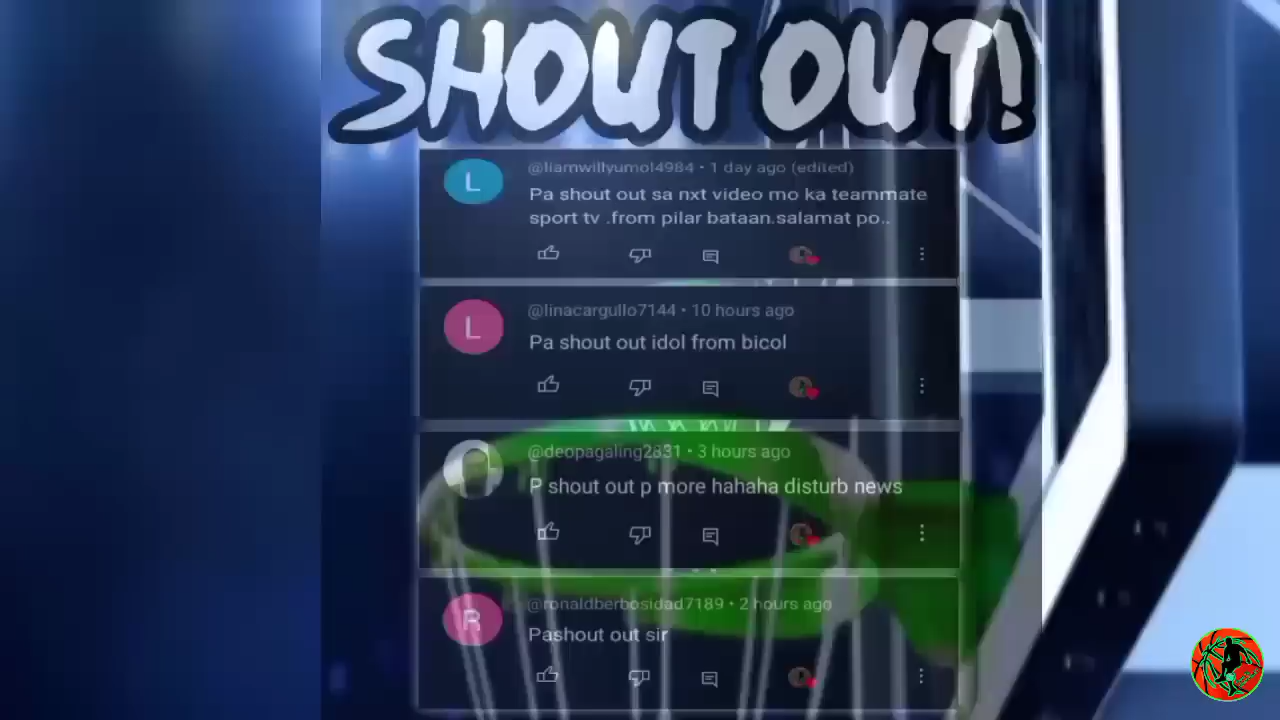 SHOUT OUT!
@liamwillyumol4984 • 1 day ago (edited)
Pa shout out sa nxt video mo ka teammate
sport tv .from pilar bataan.salamat po..
@linacargullo7144 • 10 hours ago
Pa shout out idol from bicol
@deopagaling2831 • 3 hours ago
P shout out p more hahaha disturb news
@ronaldberbosidad7189 • 2 hours ago
Pashout out sir
L
L
R